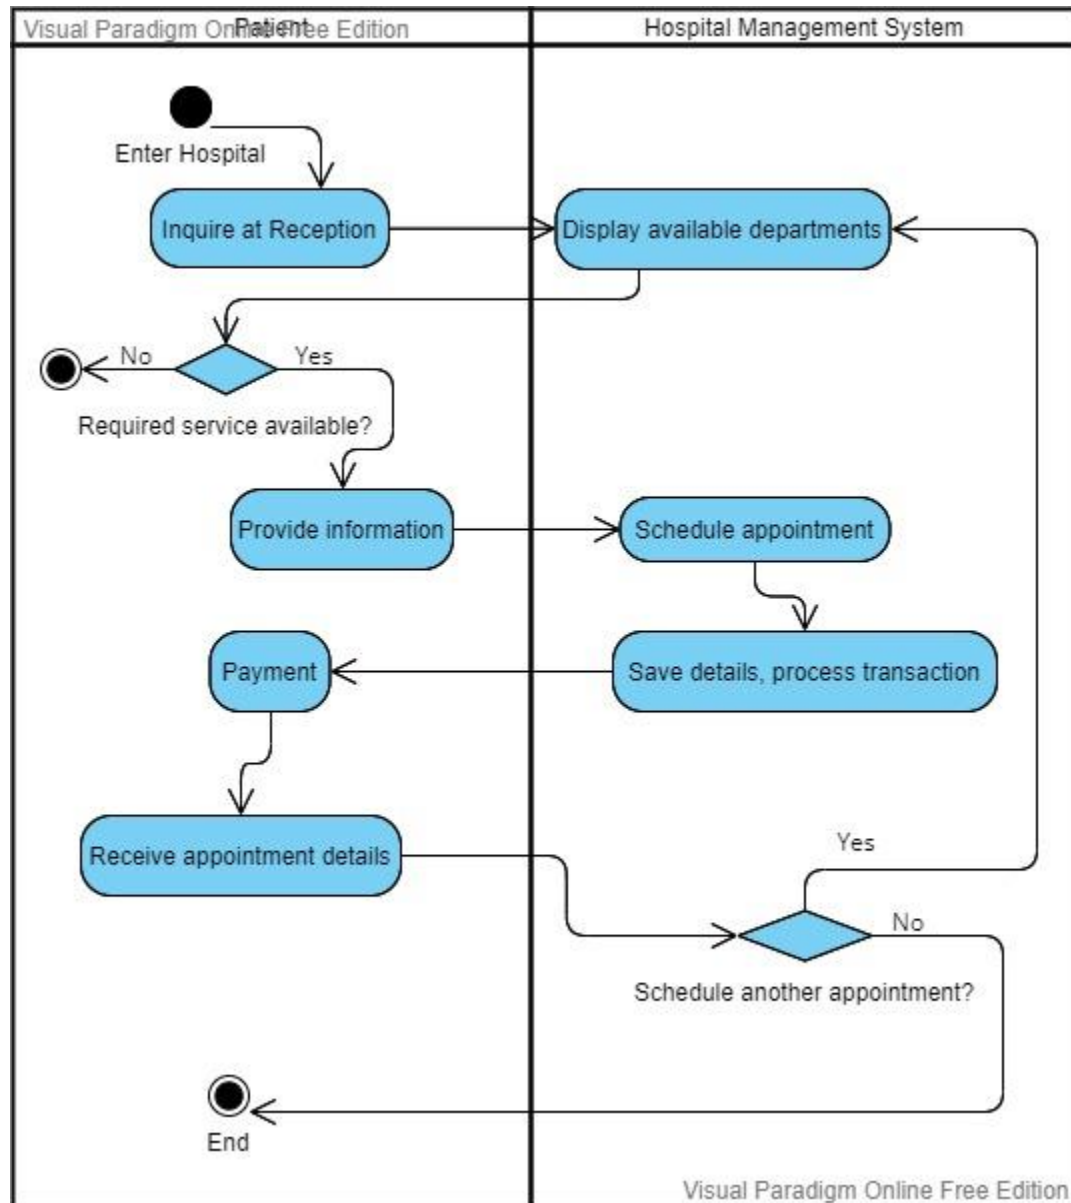 Visual Paradigm Online Free Edition
Patient
Hospital Management System
Enter Hospital
Inquire at Reception
Display available departments
No
Yes
Required service available?
Provide information
Schedule appointment
Payment
Save details, process transaction
Receive appointment details
Yes
No
Schedule another appointment?
End
Visual Paradigm Online Free Edition